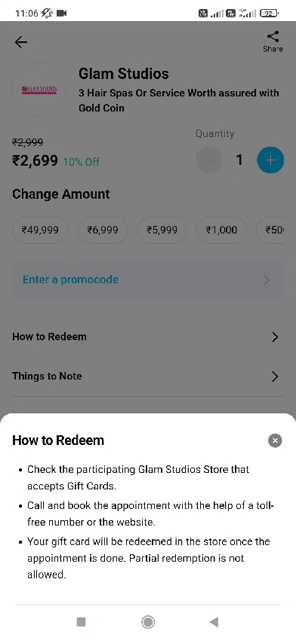 11:06
92
Share
GLAM STUDIOS
Glam Studios
3 Hair Spas Or Service Worth assured with
Gold Coin
₹2,999
₹2,699 10% Off
Quantity
− 1 +
Change Amount
₹49,999 ₹6,999 ₹5,999 ₹1,000 ₹50
Enter a promocode
How to Redeem
Things to Note
How to Redeem
• Check the participating Glam Studios Store that
accepts Gift Cards.
• Call and book the appointment with the help of a toll-
free number or the website.
• Your gift card will be redeemed in the store once the
appointment is done. Partial redemption is not
allowed.